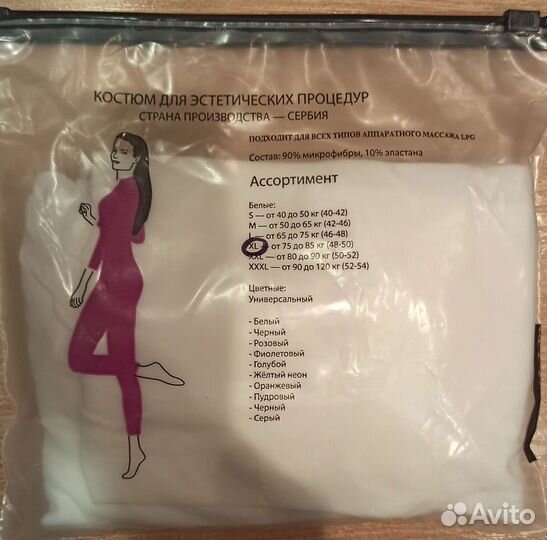 КОСТЮМ ДЛЯ ЭСТЕТИЧЕСКИХ ПРОЦЕДУР
СТРАНА ПРОИЗВОДСТВА — СЕРБИЯ
ПОДХОДИТ ДЛЯ ВСЕХ ТИПОВ АППАРАТНОГО МАССАЖА LPG
Состав: 90% микрофибры, 10% эластана
Ассортимент
Белые:
S — от 40 до 50 кг (40-42)
M — от 50 до 65 кг (42-46)
L — от 65 до 75 кг (46-48)
XL — от 75 до 85 кг (48-50)
XXL — от 80 до 90 кг (50-52)
XXXL — от 90 до 120 кг (52-54)
Цветные:
Универсальный
- Белый
- Черный
- Розовый
- Фиолетовый
- Голубой
- Жёлтый неон
- Оранжевый
- Пудровый
- Черный
- Серый
Avito